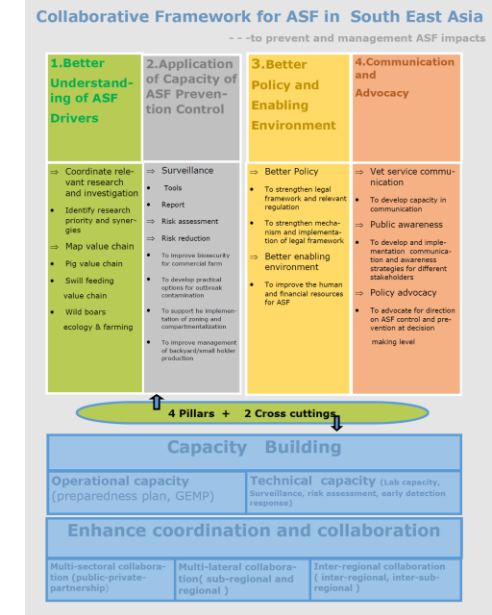 Collaborative Framework for ASF in South East Asia
- - -to prevent and management ASF impacts
1.Better
Understand-
ing of ASF
Drivers
2.Application
of Capacity of
ASF Preven-
tion Control
3.Better
Policy and
Enabling
Environment
4.Communication
and
Advocacy
⇒ Coordinate rele-
vant research
and investigation
• Identify research
priority and syner-
gies
⇒ Map value chain
• Pig value chain
• Swill feeding
value chain
• Wild boars
ecology & farming
⇒ Surveillance
• Tools
• Report
⇒ Risk assessment
⇒ Risk reduction
• To improve biosecurity
for commercial farm
• To develop practical
options for outbreak
contamination
• To support he implemen-
tation of zoning and
compartmentalization
• To improve management
of backyard/small holder
production
⇒ Better Policy
• To strengthen legal
framework and relevant
regulation
• To strengthen mecha-
nism and implementa-
tion of legal framework
⇒ Better enabling
environment
• To improve the human
and financial resources
for ASF
⇒ Vet service commu-
nication
• To develop capacity in
communication
⇒ Public awareness
• To develop and imple-
mentation communica-
tion and awareness
strategies for different
stakeholders
⇒ Policy advocacy
• To advocate for direction
on ASF control and pre-
vention at decision
making level
4 Pillars + 2 Cross cuttings
Capacity Building
Operational capacity
(preparedness plan, GEMP)
Technical capacity (Lab capacity,
Surveillance, risk assessment, early detection
response)
Enhance coordination and collaboration
Multi-sectoral collabora-
tion (public-private-
partnership)
Multi-lateral collabora-
tion( sub-regional and
regional )
Inter-regional collaboration
( inter-regional, inter-sub-
regional )